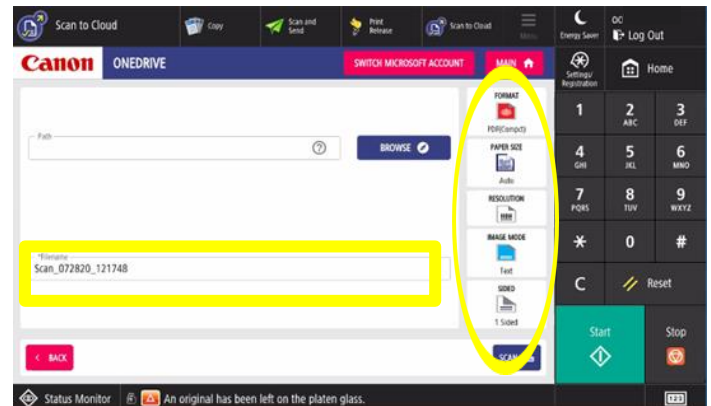 Scan to Cloud
Copy
Scan and
Send
Print
Release
Scan to Cloud
Menu
Energy Saver
OC
Log Out
Canon
ONEDRIVE
SWITCH MICROSOFT ACCOUNT
MAIN
Settings/
Registration
Home
FORMAT
PDF(Compct)
Path
?
BROWSE
PAPER SIZE
Auto
RESOLUTION
IMAGE MODE
Text
*Filename
Scan_072820_121748
SIDED
1 Sided
< BACK
SCAN
1
2
ABC
3
DEF
4
GHI
5
JKL
6
MNO
7
PQRS
8
TUV
9
WXYZ
*
0
#
C
Reset
Start
Stop
Status Monitor
An original has been left on the platen glass.
123